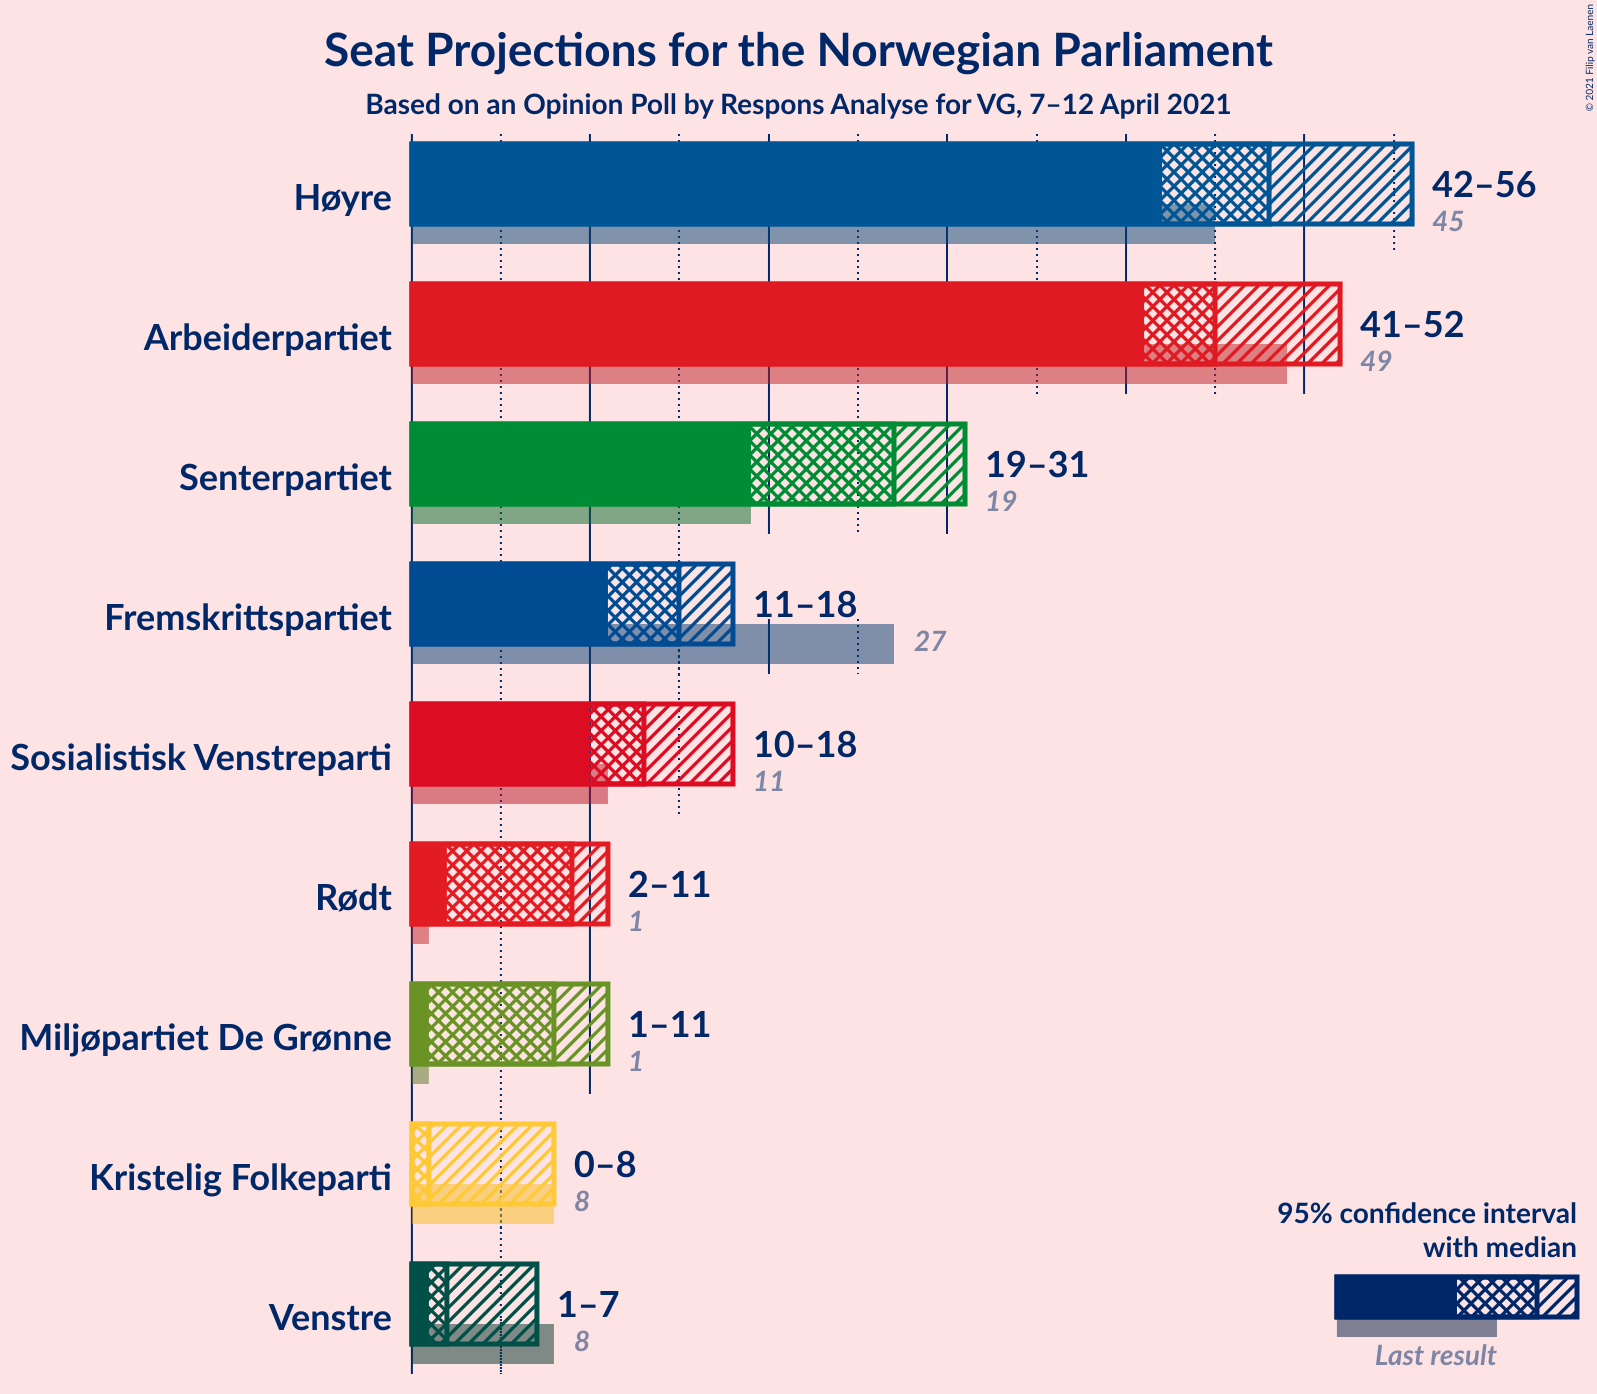 Seat Projections for the Norwegian Parliament
Based on an Opinion Poll by Respons Analyse for VG, 7–12 April 2021
© 2021 Filip van Laenen
Høyre
42–56
45
Arbeiderpartiet
41–52
49
Senterpartiet
19–31
19
Fremskrittspartiet
11–18
27
Sosialistisk Venstreparti
10–18
11
Rødt
2–11
1
Miljøpartiet De Grønne
1–11
1
Kristelig Folkeparti
0–8
8
Venstre
1–7
8
95% confidence interval
with median
Last result